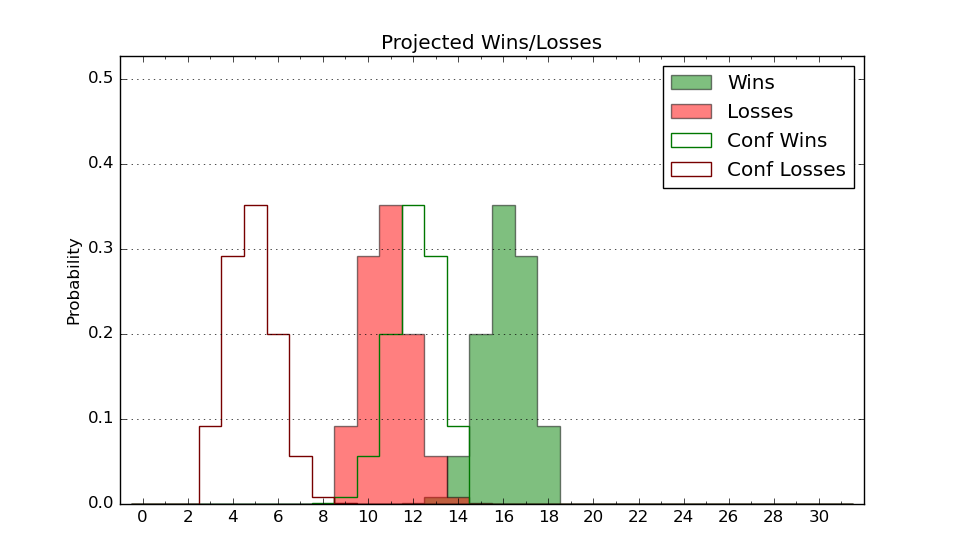 Projected Wins/Losses
0.5
0.4
0.3
0.2
0.1
0.0
Probability
Wins
Losses
Conf Wins
Conf Losses
0 2 4 6 8 10 12 14 16 18 20 22 24 26 28 30